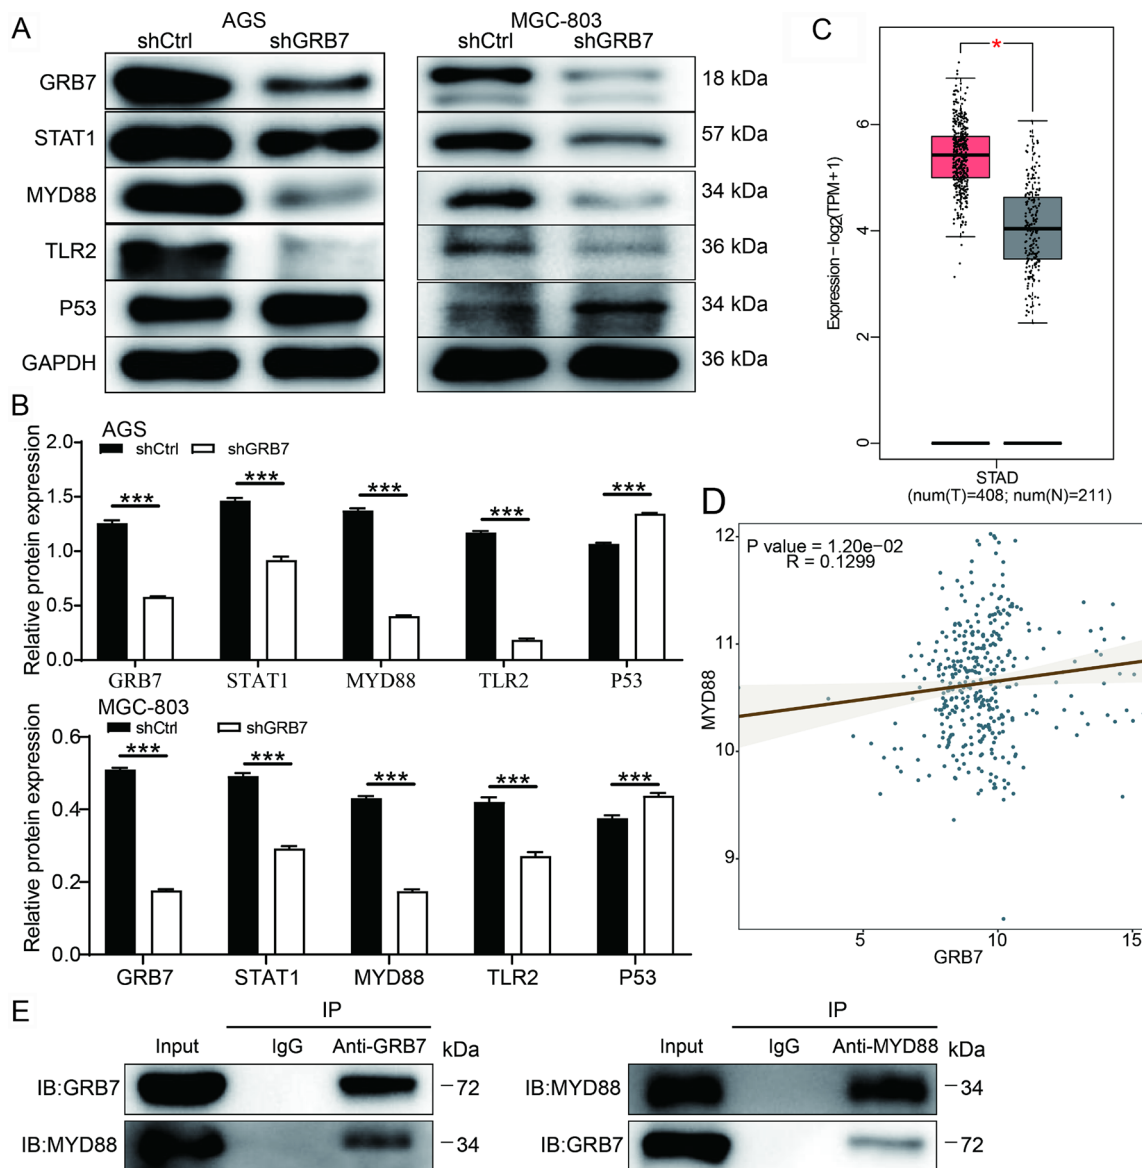 A
AGS
MGC-803
shCtrl shGRB7
shCtrl shGRB7
GRB7
18 kDa
STAT1
57 kDa
MYD88
34 kDa
TLR2
36 kDa
P53
34 kDa
GAPDH
36 kDa
B
AGS
shCtrl shGRB7
Relative protein expression
2.0
1.5
1.0
0.5
0.0
*** *** *** *** ***
GRB7 STAT1 MYD88 TLR2 P53
MGC-803
shCtrl shGRB7
Relative protein expression
0.6
0.4
0.2
0.0
*** *** *** *** ***
GRB7 STAT1 MYD88 TLR2 P53
C
*
Expression − log2(TPM + 1)
6
4
2
0
STAD
(num(T)=408; num(N)=211)
D
P value = 1.20e−02
R = 0.1299
MYD88
12
11
10
9
5 10 15
GRB7
E
IP
Input IgG Anti-GRB7 kDa
IB:GRB7 −72
IB:MYD88 −34
IP
Input IgG Anti-MYD88 kDa
IB:MYD88 −34
IB:GRB7 −72